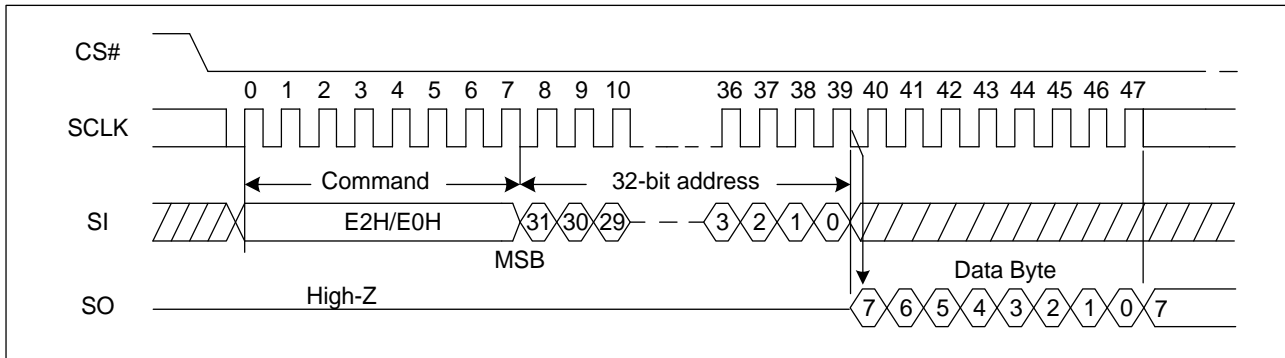 CS#
0 1 2 3 4 5 6 7 8 9 10 36 37 38 39 40 41 42 43 44 45 46 47
SCLK
Command 32-bit address
SI E2H/E0H 31 30 29 3 2 1 0
MSB Data Byte
High-Z
SO 7 6 5 4 3 2 1 0 7